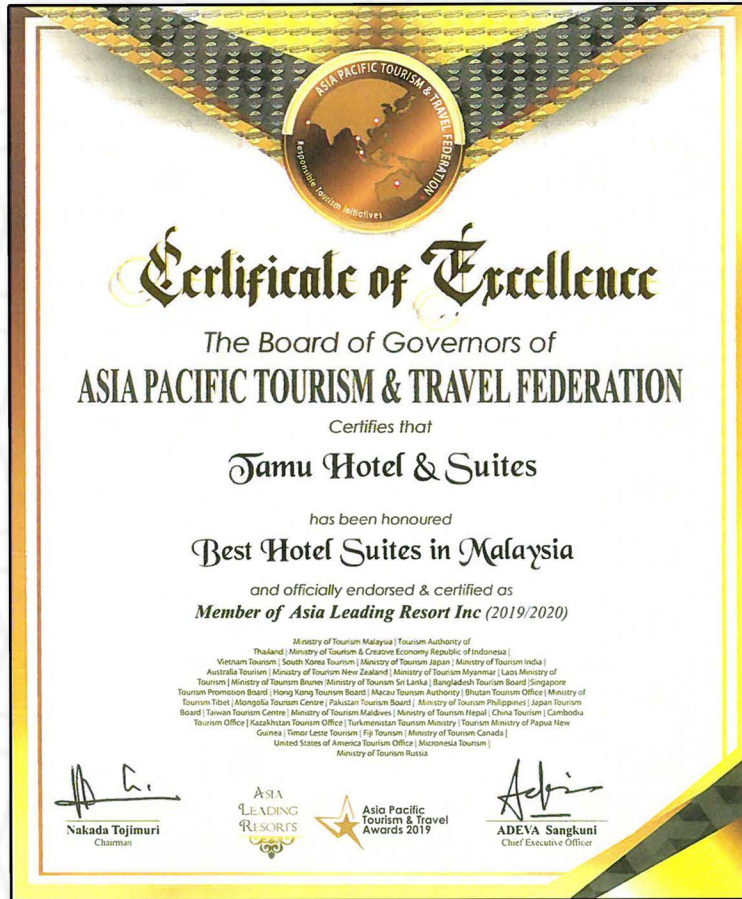 ASIA PACIFIC TOURISM & TRAVEL FEDERATION
Responsible Tourism Initiatives
Certificate of Excellence
The Board of Governors of
ASIA PACIFIC TOURISM & TRAVEL FEDERATION
Certifies that
Tamu Hotel & Suites
has been honoured
Best Hotel Suites in Malaysia
and officially endorsed & certified as
Member of Asia Leading Resort Inc (2019/2020)
Ministry of Tourism Malaysia | Tourism Authority of
Thailand | Ministry of Tourism & Creative Economy Republic of Indonesia |
Vietnam Tourism | South Korea Tourism | Ministry of Tourism Japan | Ministry of Tourism India |
Australia Tourism | Ministry of Tourism New Zealand | Ministry of Tourism Myanmar | Laos Ministry of
Tourism | Ministry of Tourism Brunei | Ministry of Tourism Sri Lanka | Bangladesh Tourism Board | Singapore
Tourism Promotion Board | Hong Kong Tourism Board | Macau Tourism Authority | Bhutan Tourism Office | Ministry of
Tourism Tibet | Mongolia Tourism Centre | Pakistan Tourism Board | Ministry of Tourism Philippines | Japan Tourism
Board | Taiwan Tourism Centre | Ministry of Tourism Maldives | Ministry of Tourism Nepal | China Tourism | Cambodia
Tourism Office | Kazakhstan Tourism Office | Turkmenistan Tourism Ministry | Tourism Ministry of Papua New
Guinea | Timor Leste Tourism | Fiji Tourism | Ministry of Tourism Canada |
United States of America Tourism Office | Micronesia Tourism |
Ministry of Tourism Russia
Nakada Tojimuri
Chairman
ASIA
LEADING
RESORTS
Asia Pacific
Tourism & Travel
Awards 2019
ADEVA Sangkuni
Chief Executive Officer